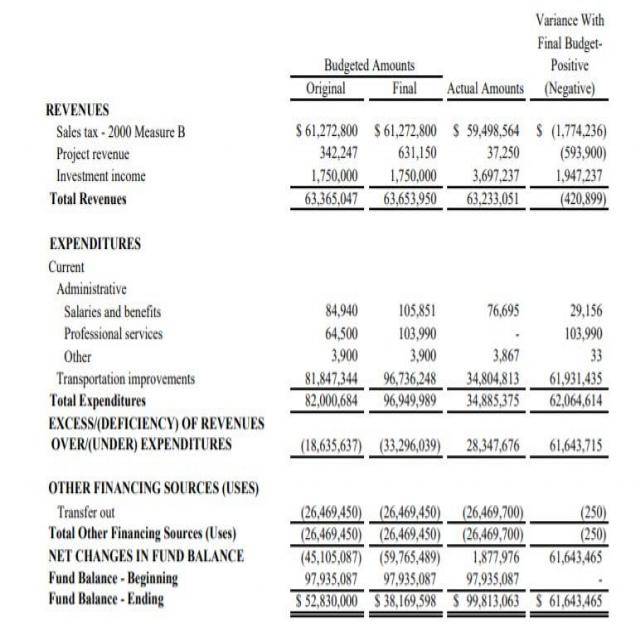 Variance With
Final Budget-
Budgeted Amounts Positive
Original Final Actual Amounts (Negative)
REVENUES
Sales tax - 2000 Measure B $ 61,272,800 $ 61,272,800 $ 59,498,564 $ (1,774,236)
Project revenue 342,247 631,150 37,250 (593,900)
Investment income 1,750,000 1,750,000 3,697,237 1,947,237
Total Revenues 63,365,047 63,653,950 63,233,051 (420,899)
EXPENDITURES
Current
Administrative
Salaries and benefits 84,940 105,851 76,695 29,156
Professional services 64,500 103,990 - 103,990
Other 3,900 3,900 3,867 33
Transportation improvements 81,847,344 96,736,248 34,804,813 61,931,435
Total Expenditures 82,000,684 96,949,989 34,885,375 62,064,614
EXCESS/(DEFICIENCY) OF REVENUES
OVER/(UNDER) EXPENDITURES (18,635,637) (33,296,039) 28,347,676 61,643,715
OTHER FINANCING SOURCES (USES)
Transfer out (26,469,450) (26,469,450) (26,469,700) (250)
Total Other Financing Sources (Uses) (26,469,450) (26,469,450) (26,469,700) (250)
NET CHANGES IN FUND BALANCE (45,105,087) (59,765,489) 1,877,976 61,643,465
Fund Balance - Beginning 97,935,087 97,935,087 97,935,087 -
Fund Balance - Ending $ 52,830,000 $ 38,169,598 $ 99,813,063 $ 61,643,465